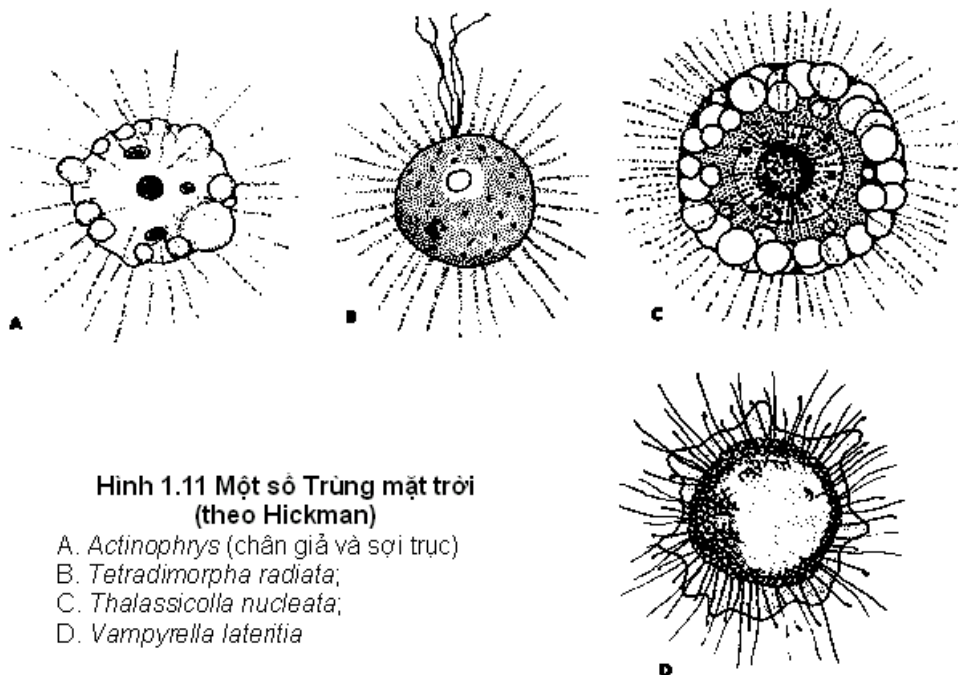 A
B
C
D
Hình 1.11 Một số Trùng mặt trời
(theo Hickman)
A. Actinophrys (chân giả và sợi trục)
B. Tetradimorpha radiata;
C. Thalassicolla nucleata;
D. Vampyrella lateritia